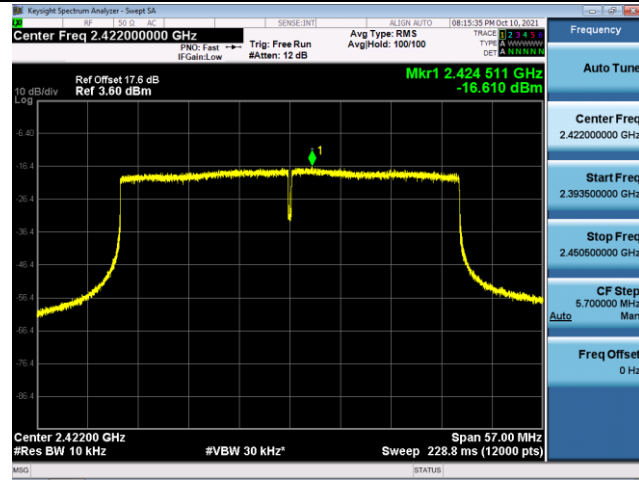 Keysight Spectrum Analyzer - Swept SA
RF 50 Ω AC SENSE:INT ALIGN AUTO 08:15:35 PM Oct 10, 2021
Center Freq 2.422000000 GHz
PNO: Fast
IFGain:Low
Trig: Free Run
#Atten: 12 dB
Avg Type: RMS
Avg|Hold: 100/100
TRACE 1 2 3 4 5 6
TYPE A WWWWW
DET A N N N N N
Frequency
Auto Tune
Ref Offset 17.6 dB
10 dB/div Ref 3.60 dBm
Log
Mkr1 2.424 511 GHz
-16.610 dBm
1
-6.40
-16.4
-26.4
-36.4
-46.4
-56.4
-66.4
-76.4
-86.4
Center Freq
2.422000000 GHz
Start Freq
2.393500000 GHz
Stop Freq
2.450500000 GHz
CF Step
5.700000 MHz
Auto Man
Freq Offset
0 Hz
Center 2.42200 GHz Span 57.00 MHz
#Res BW 10 kHz #VBW 30 kHz* Sweep 228.8 ms (12000 pts)
MSG STATUS